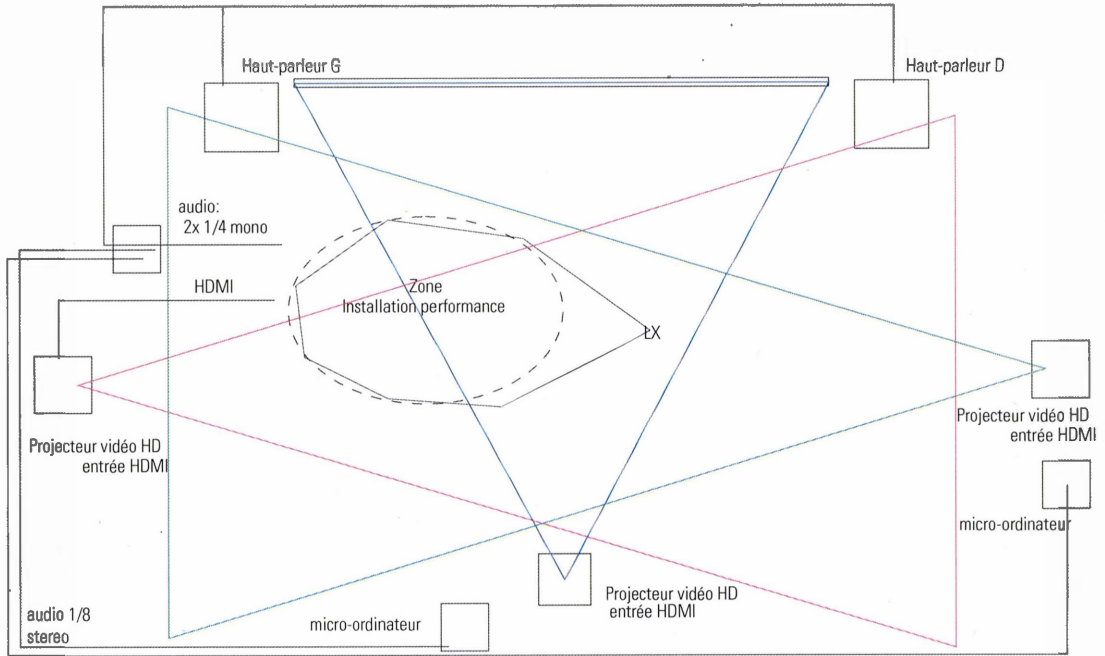 Haut-parleur G
Haut-parleur D
audio:
2x 1/4 mono
HDMI
Zone
Installation performance
LX
Projecteur vidéo HD
entrée HDMI
Projecteur vidéo HD
entrée HDMI
micro-ordinateur
Projecteur vidéo HD
entrée HDMI
micro-ordinateur
audio 1/8
stereo